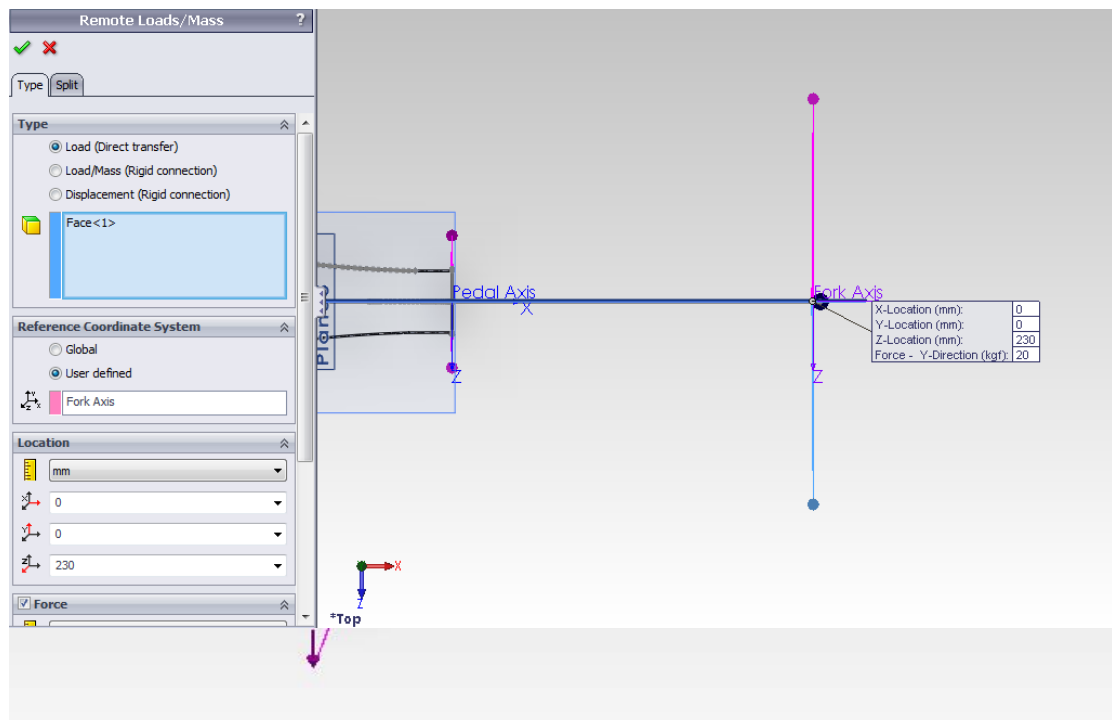 Remote Loads/Mass ?
Type Split
Type
Load (Direct transfer)
Load/Mass (Rigid connection)
Displacement (Rigid connection)
Face<1>
Reference Coordinate System
Global
User defined
Fork Axis
Location
mm
0
0
230
Force
Plane
Pedal Axis
X
Z
Fork Axis
Z
X-Location (mm): 0
Y-Location (mm): 0
Z-Location (mm): 230
Force - Y-Direction (kgf): 20
X
Z
*Top